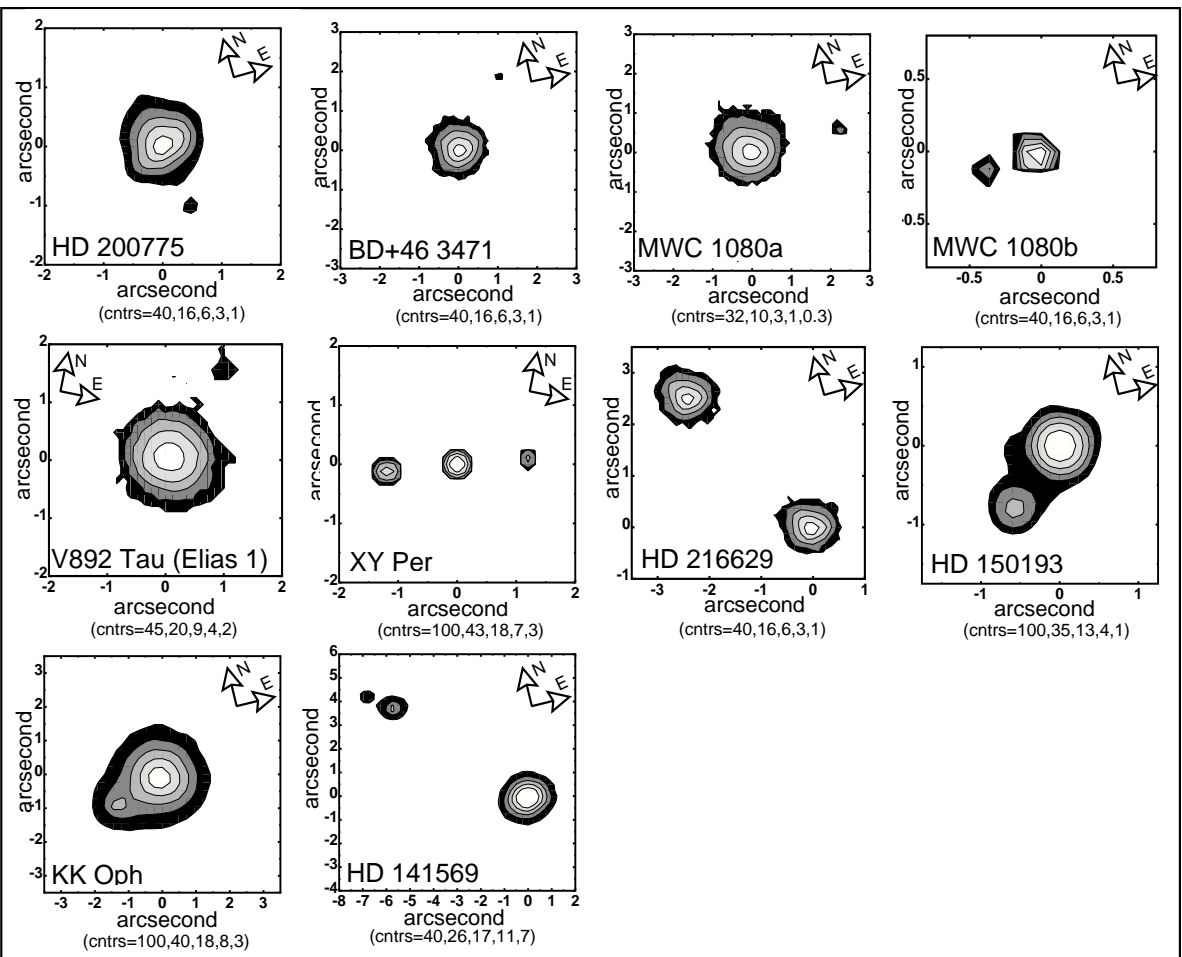 2
1
0
-1
-2
-2 -1 0 1 2
arcsecond
arcsecond
N
E
HD 200775
(cntrs=40,16,6,3,1)
3
2
1
0
-1
-2
-3
-3 -2 -1 0 1 2 3
arcsecond
arcsecond
N
E
BD+46 3471
(cntrs=40,16,6,3,1)
3
2
1
0
-1
-2
-3
-3 -2 -1 0 1 2 3
arcsecond
arcsecond
N
E
MWC 1080a
(cntrs=32,10,3,1,0.3)
0.5
0
-0.5
-0.5 0 0.5
arcsecond
arcsecond
N
E
MWC 1080b
(cntrs=40,16,6,3,1)
2
1
0
-1
-2
-2 -1 0 1 2
arcsecond
arcsecond
N
E
V892 Tau (Elias 1)
(cntrs=45,20,9,4,2)
2
1
0
-1
-2
-2 -1 0 1 2
arcsecond
arcsecond
N
E
XY Per
(cntrs=100,43,18,7,3)
3
2
1
0
-1
-3 -2 -1 0 1
arcsecond
arcsecond
N
E
HD 216629
(cntrs=40,16,6,3,1)
1
0
-1
-1 0 1
arcsecond
arcsecond
N
E
HD 150193
(cntrs=100,35,13,4,1)
3
2
1
0
-1
-2
-3
-3 -2 -1 0 1 2 3
arcsecond
arcsecond
N
E
KK Oph
(cntrs=100,40,18,8,3)
6
5
4
3
2
1
0
-1
-2
-3
-4
-8 -7 -6 -5 -4 -3 -2 -1 0 1 2
arcsecond
arcsecond
N
E
HD 141569
(cntrs=40,26,17,11,7)